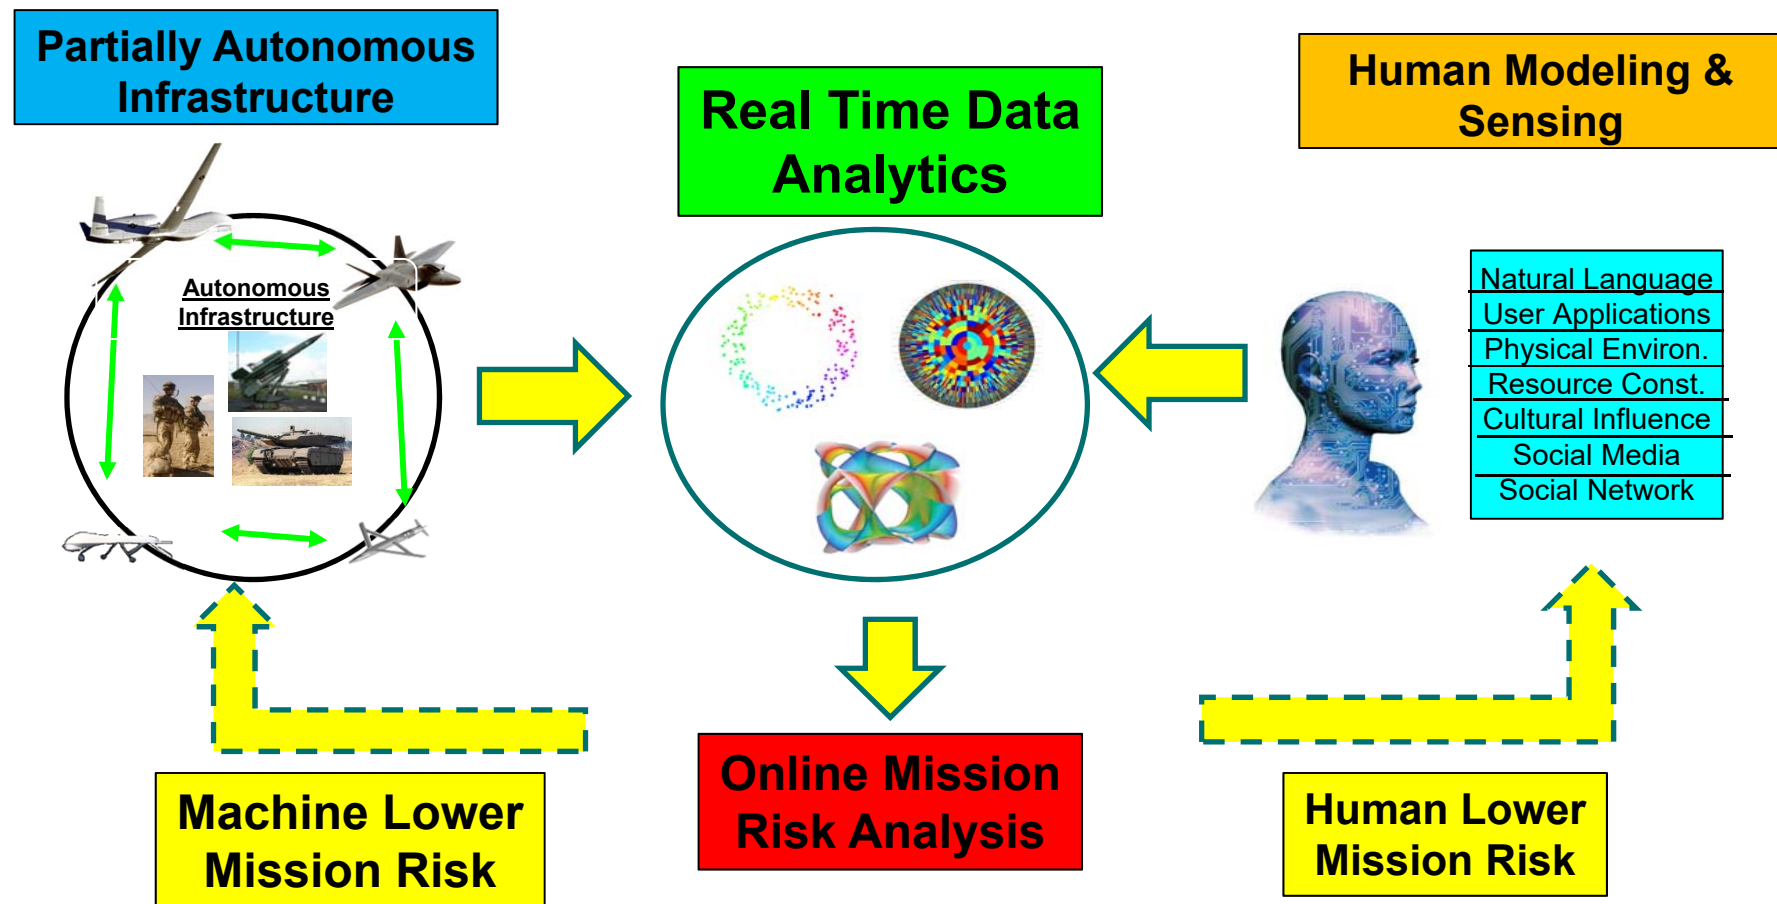 Partially Autonomous
Infrastructure
Real Time Data
Analytics
Human Modeling &
Sensing
Autonomous
Infrastructure
Natural Language
User Applications
Physical Environ.
Resource Const.
Cultural Influence
Social Media
Social Network
Machine Lower
Mission Risk
Online Mission
Risk Analysis
Human Lower
Mission Risk